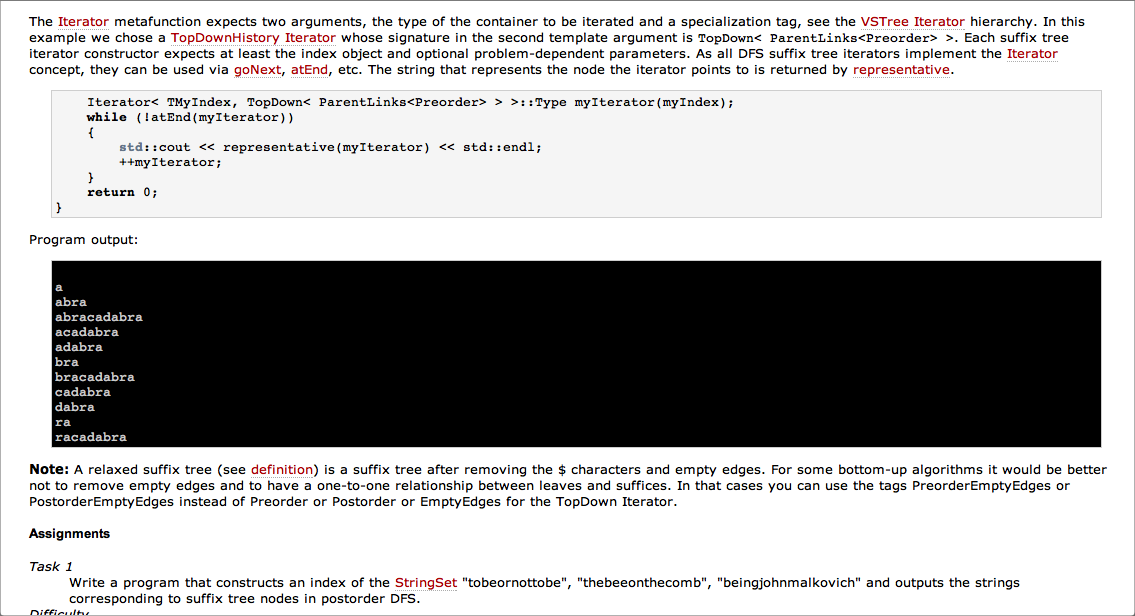 The Iterator metafunction expects two arguments, the type of the container to be iterated and a specialization tag, see the VSTree Iterator hierarchy. In this
example we chose a TopDownHistory Iterator whose signature in the second template argument is TopDown< ParentLinks<Preorder> >. Each suffix tree
iterator constructor expects at least the index object and optional problem-dependent parameters. As all DFS suffix tree iterators implement the Iterator
concept, they can be used via goNext, atEnd, etc. The string that represents the node the iterator points to is returned by representative.
Iterator< TMyIndex, TopDown< ParentLinks<Preorder> > >::Type myIterator(myIndex);
while (!atEnd(myIterator))
{
std::cout << representative(myIterator) << std::endl;
++myIterator;
}
return 0;
}
Program output:
a
abra
abracadabra
acadabra
adabra
bra
bracadabra
cadabra
dabra
ra
racadabra
Note: A relaxed suffix tree (see definition) is a suffix tree after removing the $ characters and empty edges. For some bottom-up algorithms it would be better
not to remove empty edges and to have a one-to-one relationship between leaves and suffices. In that cases you can use the tags PreorderEmptyEdges or
PostorderEmptyEdges instead of Preorder or Postorder or EmptyEdges for the TopDown Iterator.
Assignments
Task 1
Write a program that constructs an index of the StringSet "tobeornottobe", "thebeeonthecomb", "beingjohnmalkovich" and outputs the strings
corresponding to suffix tree nodes in postorder DFS.
Difficulty